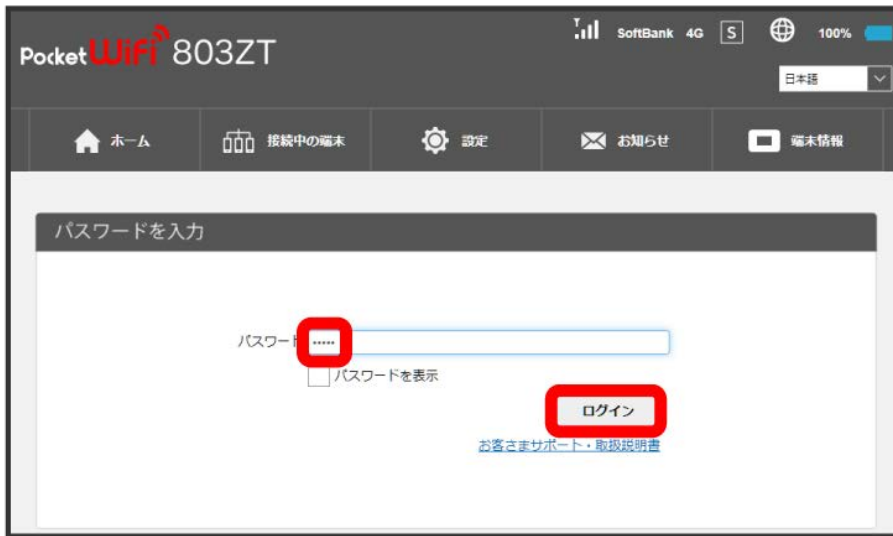 Pocket WiFi 803ZT
SoftBank 4G S 100%
日本語
ホーム 接続中の端末 設定 お知らせ 端末情報
パスワードを入力
パスワード •••••
パスワードを表示
ログイン
お客さまサポート・取扱説明書